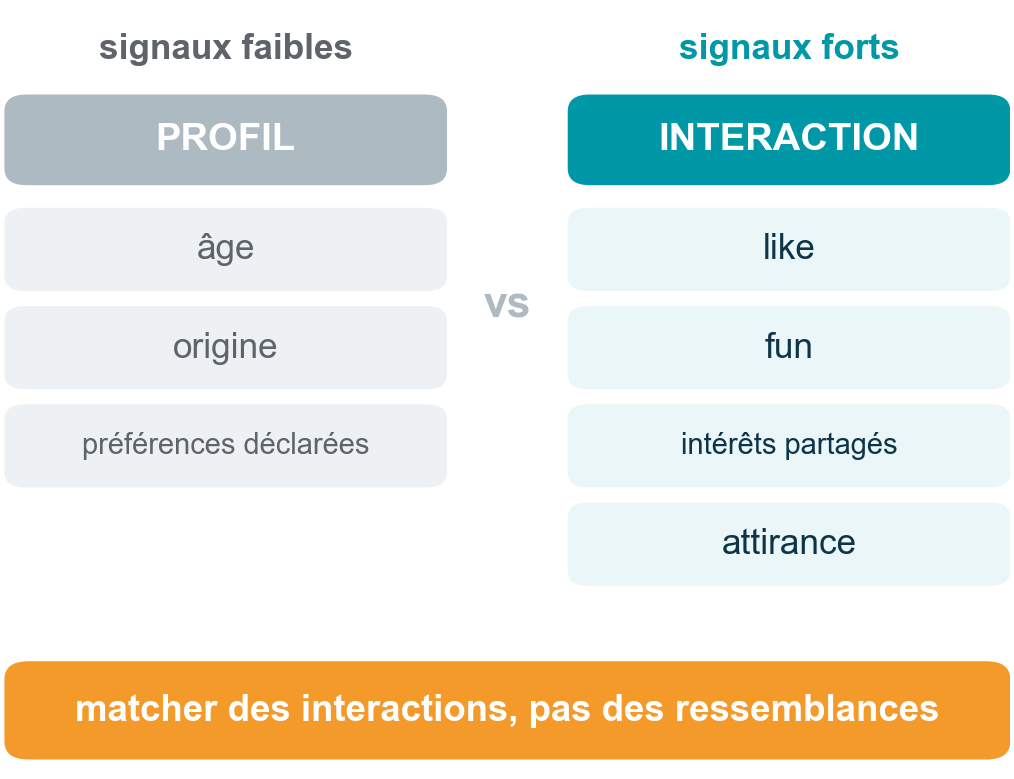 signaux faibles
PROFIL
âge
origine
préférences déclarées
vs
signaux forts
INTERACTION
like
fun
intérêts partagés
attirance
matcher des interactions, pas des ressemblances